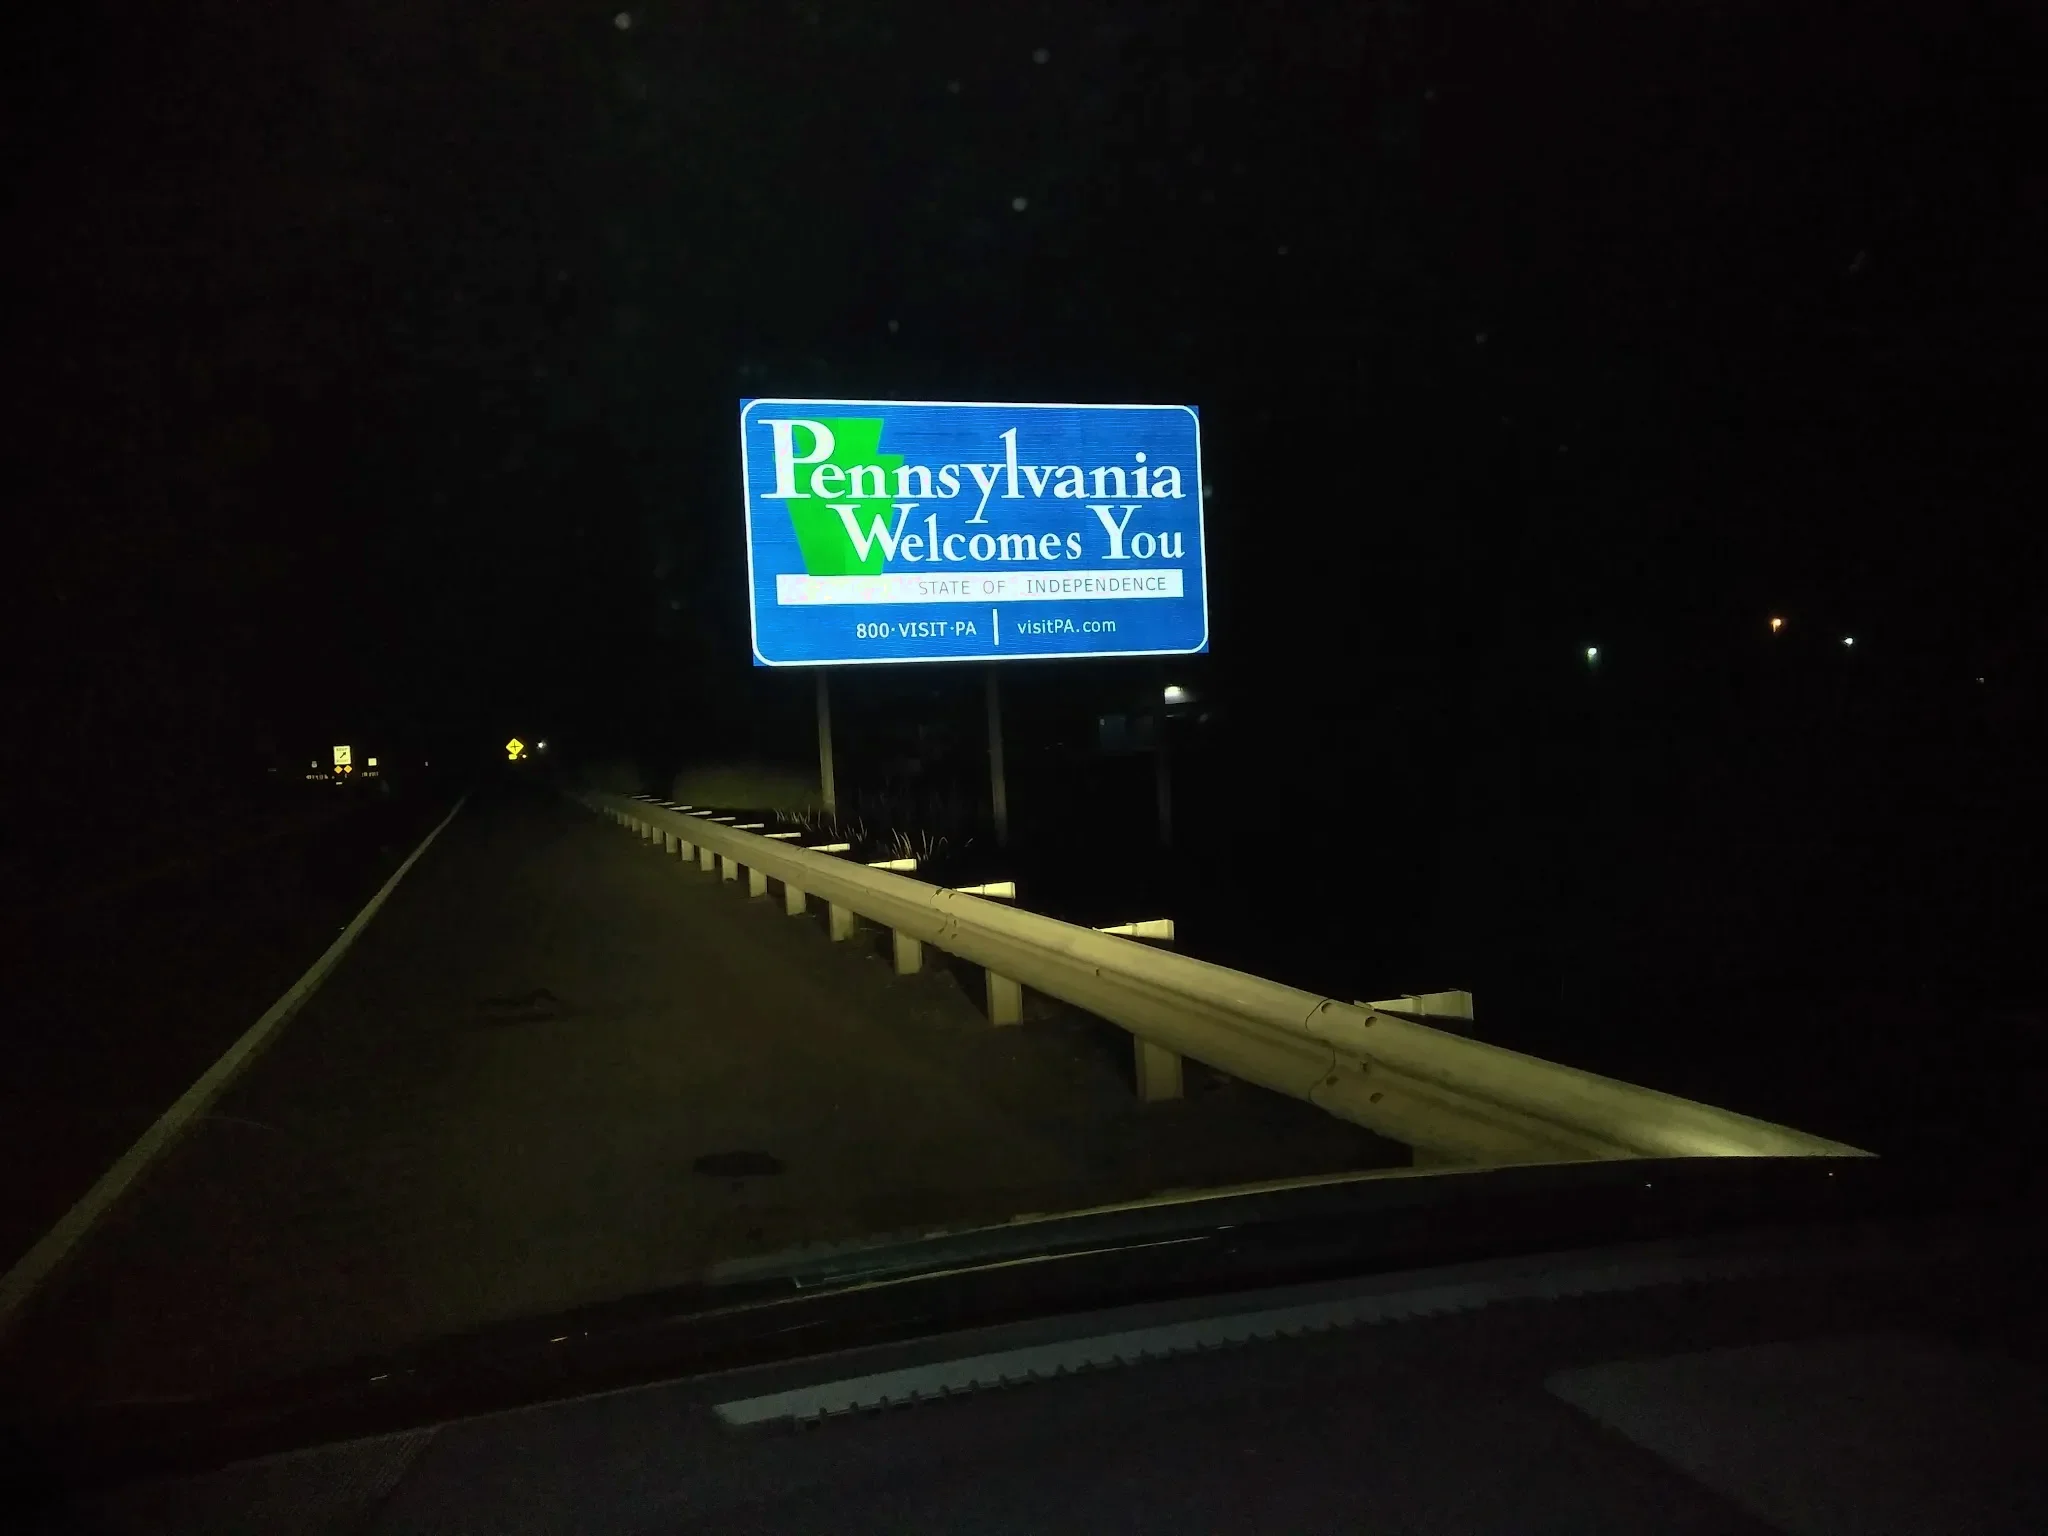 Pennsylvania
Welcomes You
STATE OF INDEPENDENCE
800·VISIT·PA | visitPA.com